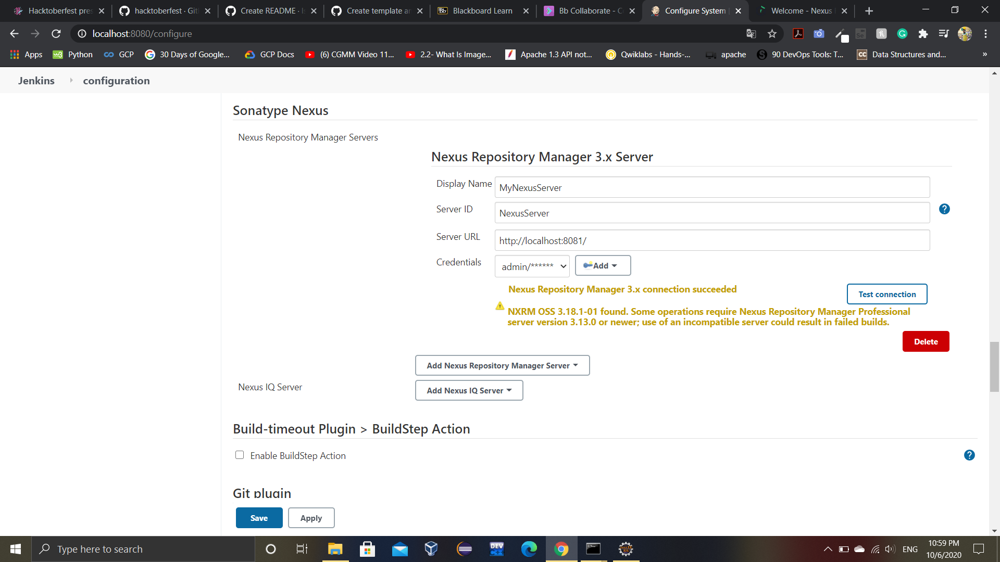 Hacktoberfest pres
hacktoberfest · Git
Create README · Is
Create template an
Bb Blackboard Learn
Bb Collaborate - C
Configure System
Welcome - Nexus
localhost:8080/configure
Apps
Python
GCP
30 Days of Google...
GCP Docs
(6) CGMM Video 11...
2.2- What Is Image...
Apache 1.3 API not...
Qwiklabs - Hands-...
apache
90 DevOps Tools: T...
CC Data Structures and...
»
Jenkins
configuration
Sonatype Nexus
Nexus Repository Manager Servers
Nexus Repository Manager 3.x Server
Display Name MyNexusServer
Server ID NexusServer
Server URL http://localhost:8081/
Credentials admin/****** Add
Nexus Repository Manager 3.x connection succeeded
Test connection
NXRM OSS 3.18.1-01 found. Some operations require Nexus Repository Manager Professional
server version 3.13.0 or newer; use of an incompatible server could result in failed builds.
Delete
Add Nexus Repository Manager Server
Nexus IQ Server Add Nexus IQ Server
Build-timeout Plugin > BuildStep Action
Enable BuildStep Action
Git plugin
Save Apply
Type here to search
DEV
C++
ENG
10:59 PM
10/6/2020